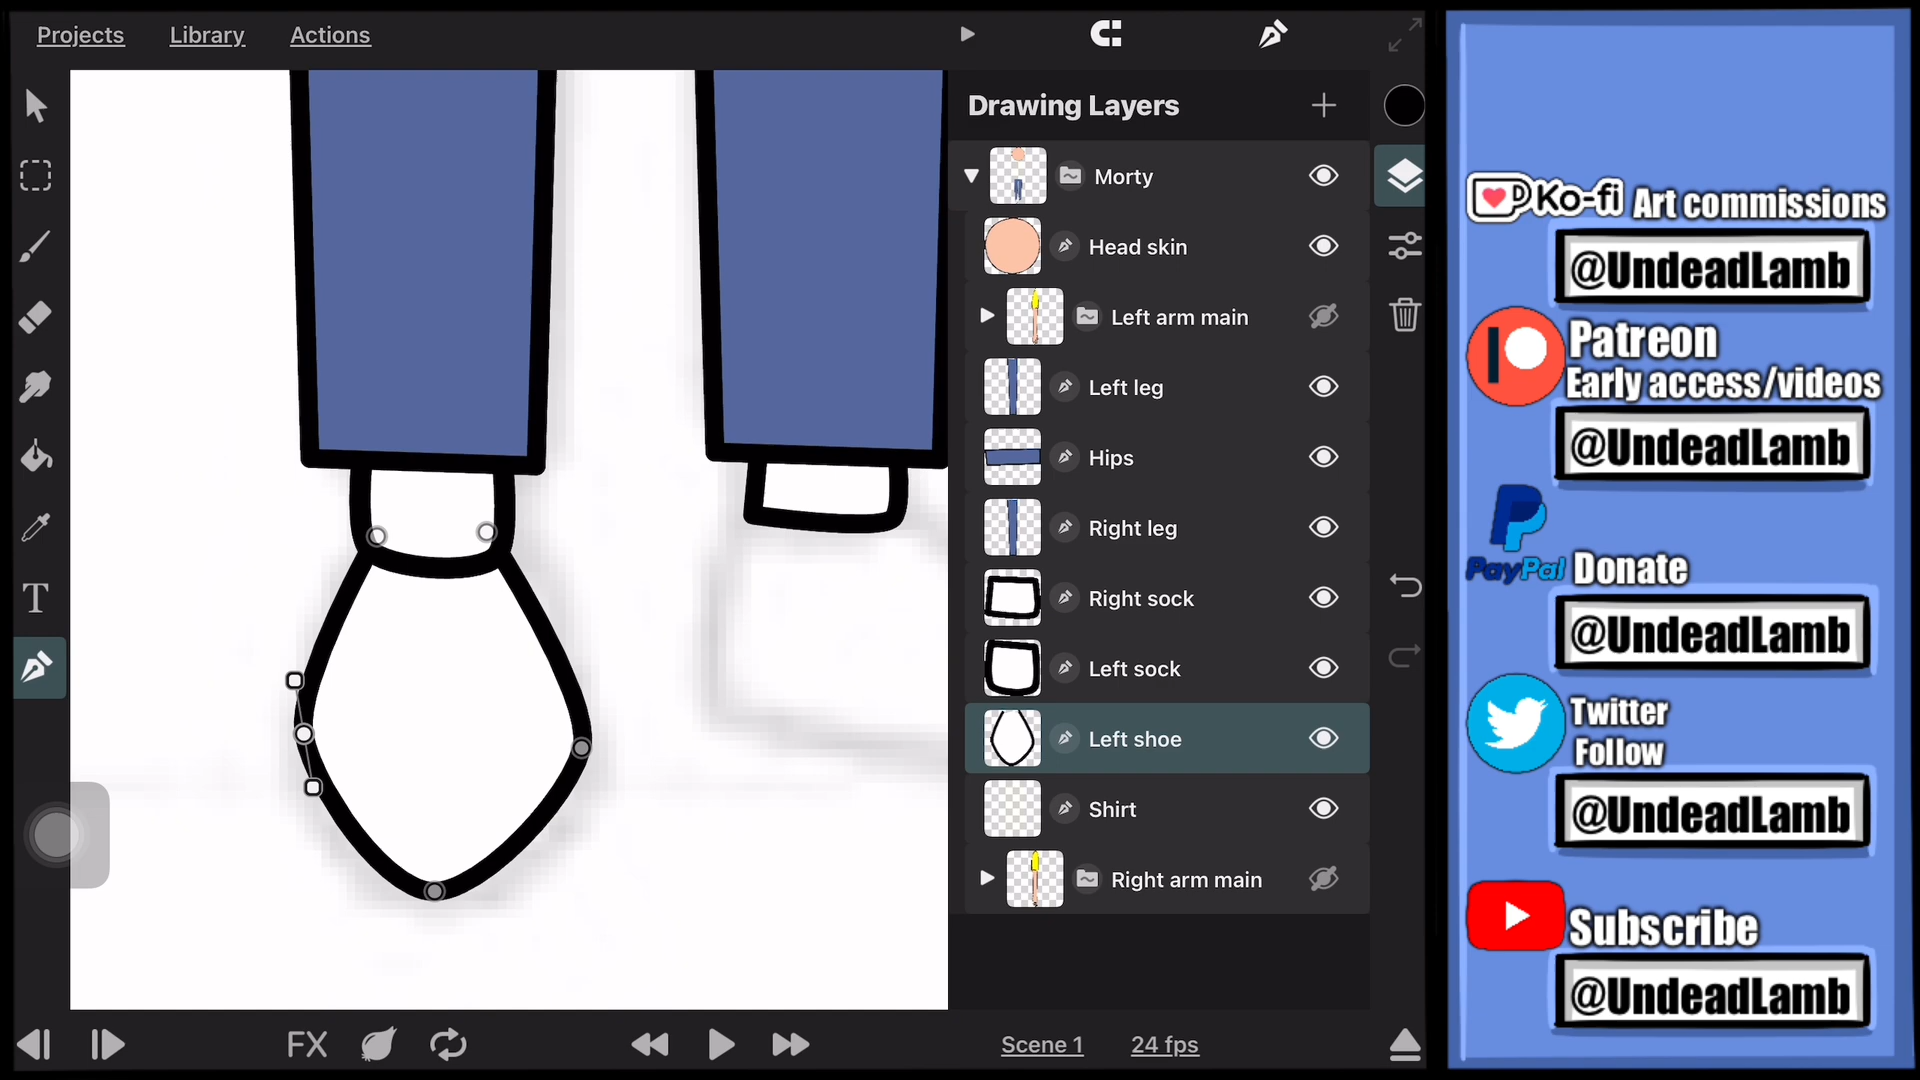 Projects Library Actions
Drawing Layers
Morty
Head skin
Left arm main
Left leg
Hips
Right leg
Right sock
Left sock
Left shoe
Shirt
Right arm main
T
FX
Scene 1 24 fps
Ko-fi Art commissions
@UndeadLamb
Patreon
Early access/videos
@UndeadLamb
PayPal Donate
@UndeadLamb
Twitter
Follow
@UndeadLamb
Subscribe
@UndeadLamb